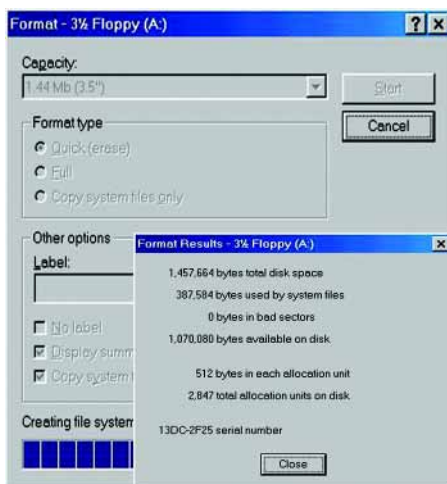 Format - 3½ Floppy (A:)
Capacity:
1.44 Mb (3.5")
Start
Cancel
Format type
Quick (erase)
Full
Copy system files only
Other options
Label:
No label
Display summ
Copy system
Creating file system
Format Results - 3½ Floppy (A:)
1,457,664 bytes total disk space
387,584 bytes used by system files
0 bytes in bad sectors
1,070,080 bytes available on disk
512 bytes in each allocation unit
2,847 total allocation units on disk
13DC-2F25 serial number
Close